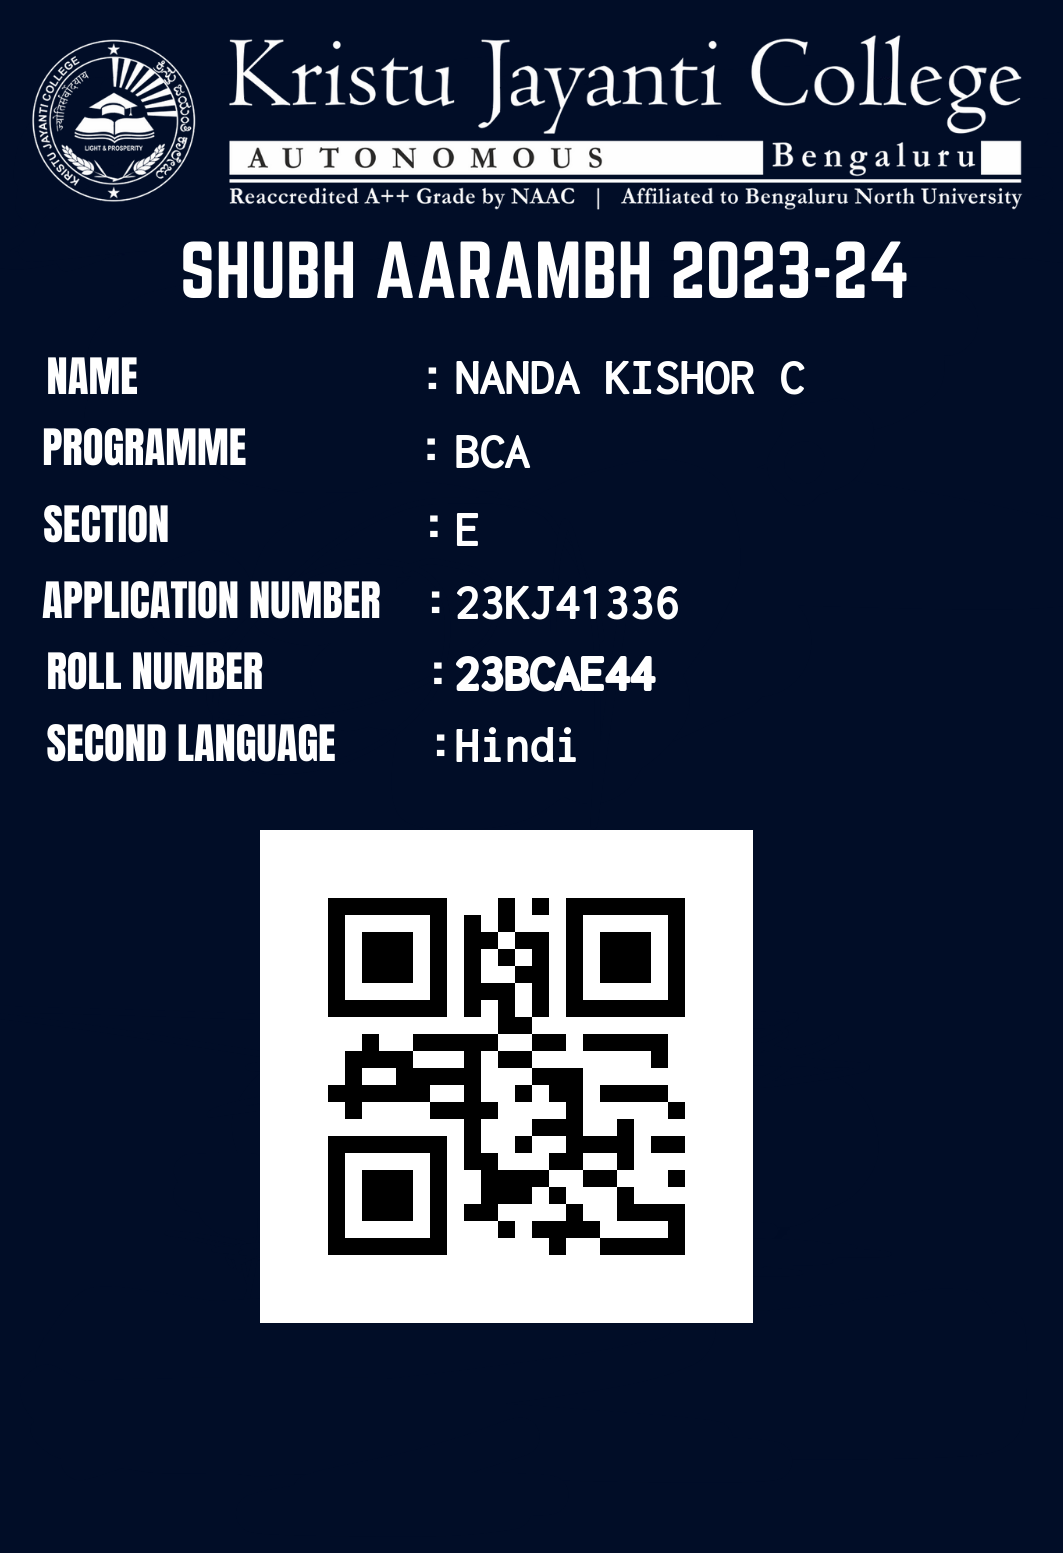 Kristu Jayanti College
AUTONOMOUS Bengaluru
Reaccredited A++ Grade by NAAC | Affiliated to Bengaluru North University
KRISTU JAYANTI COLLEGE
LIGHT & PROSPERITY
SHUBH AARAMBH 2023-24
NAME : NANDA KISHOR C
PROGRAMME : BCA
SECTION : E
APPLICATION NUMBER : 23KJ41336
ROLL NUMBER : 23BCAE44
SECOND LANGUAGE : Hindi